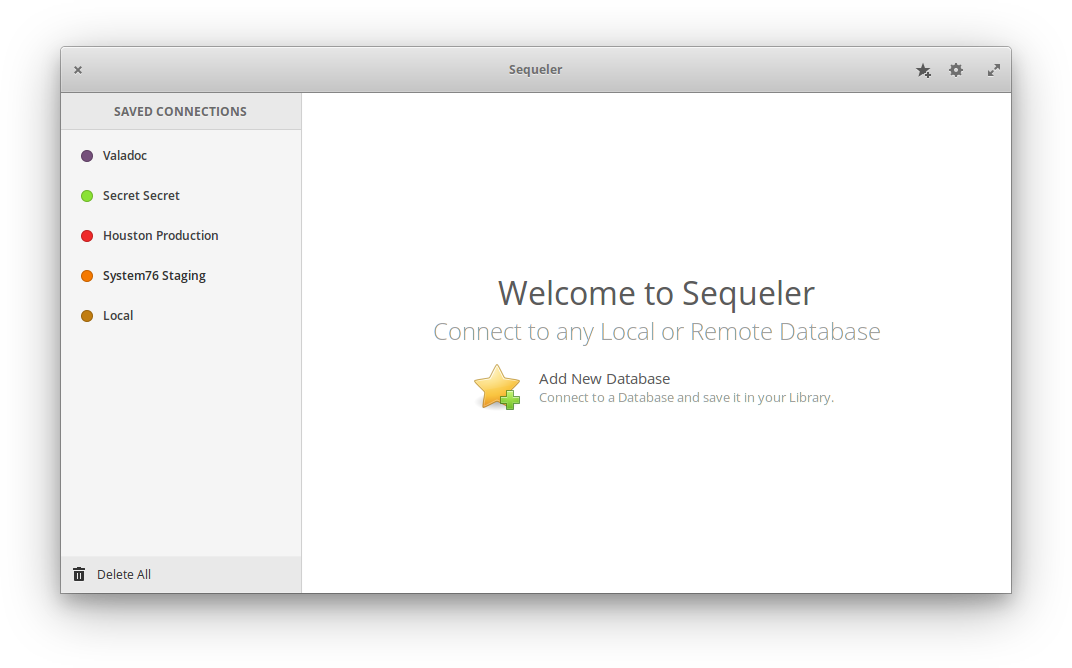 Sequeler
SAVED CONNECTIONS
Valadoc
Secret Secret
Houston Production
System76 Staging
Local
Delete All
Welcome to Sequeler
Connect to any Local or Remote Database
Add New Database
Connect to a Database and save it in your Library.